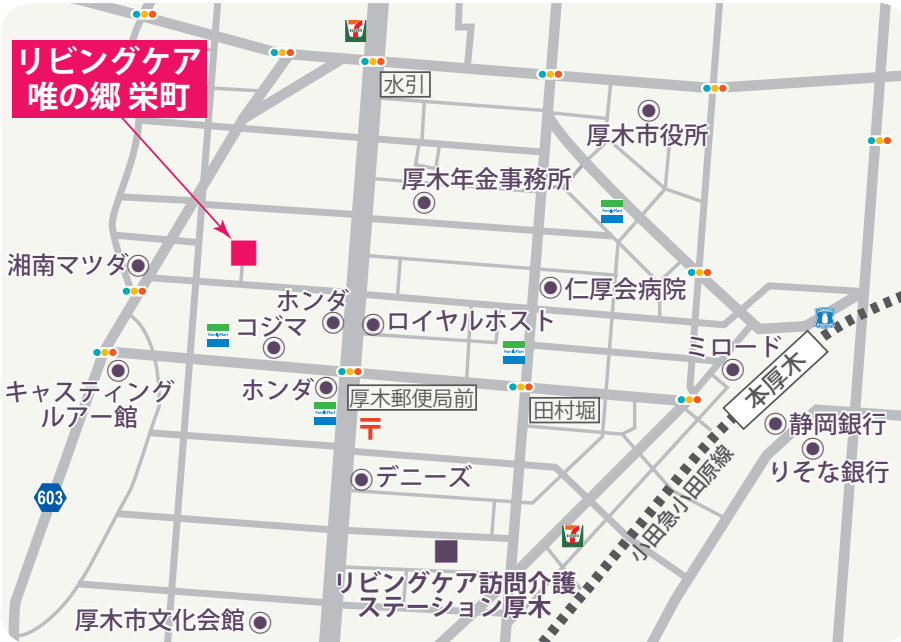 リビングケア
唯の郷 栄町
水引
厚木市役所
厚木年金事務所
FamilyMart
湘南マツダ
仁厚会病院
ホンダ
ロイヤルホスト
コジマ
FamilyMart
FamilyMart
ミロード
本厚木
キャスティング
ルアー館
ホンダ
厚木郵便局前
FamilyMart
田村堀
静岡銀行
りそな銀行
デニーズ
603
小田急小田原線
リビングケア訪問介護
ステーション厚木
厚木市文化会館